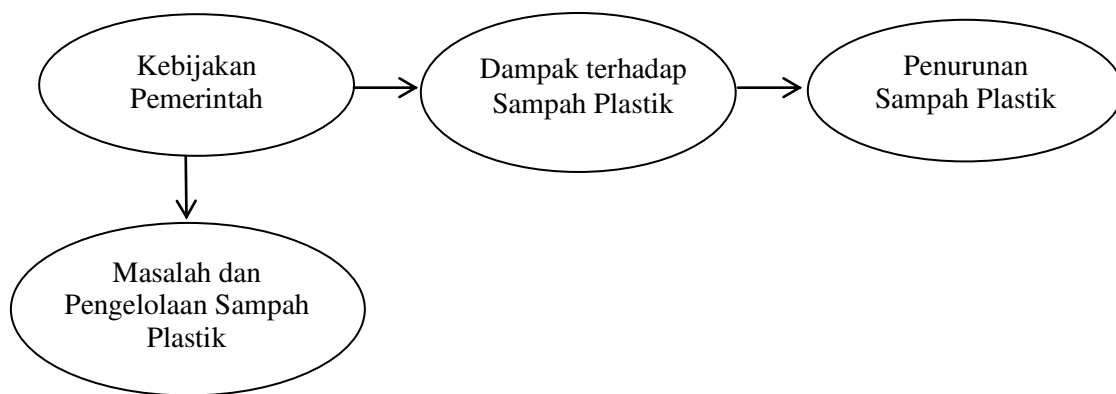 Kebijakan
Pemerintah
Dampak terhadap
Sampah Plastik
Penurunan
Sampah Plastik
Masalah dan
Pengelolaan Sampah
Plastik